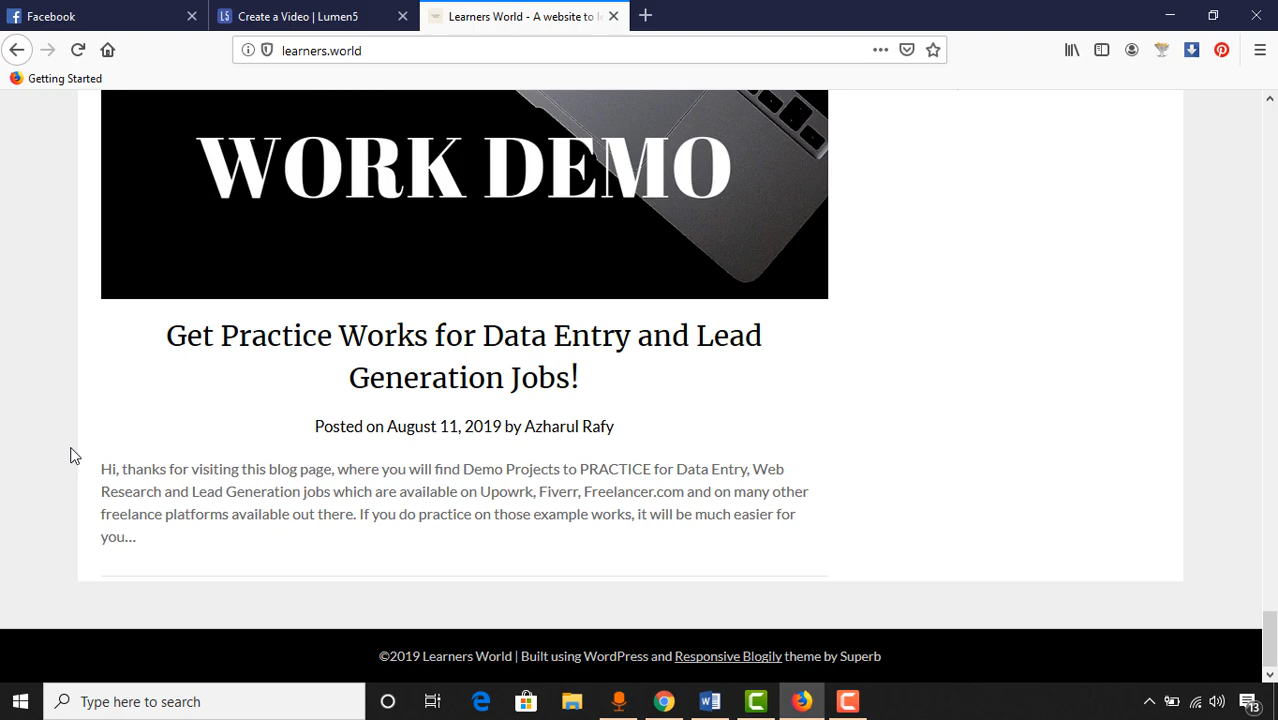 Facebook
Create a Video | Lumen5
Learners World - A website to l
learners.world
Getting Started
WORK DEMO
Get Practice Works for Data Entry and Lead
Generation Jobs!
Posted on August 11, 2019 by Azharul Rafy
Hi, thanks for visiting this blog page, where you will find Demo Projects to PRACTICE for Data Entry, Web
Research and Lead Generation jobs which are available on Upowrk, Fiverr, Freelancer.com and on many other
freelance platforms available out there. If you do practice on those example works, it will be much easier for
you…
©2019 Learners World | Built using WordPress and Responsive Blogily theme by Superb
Type here to search
13